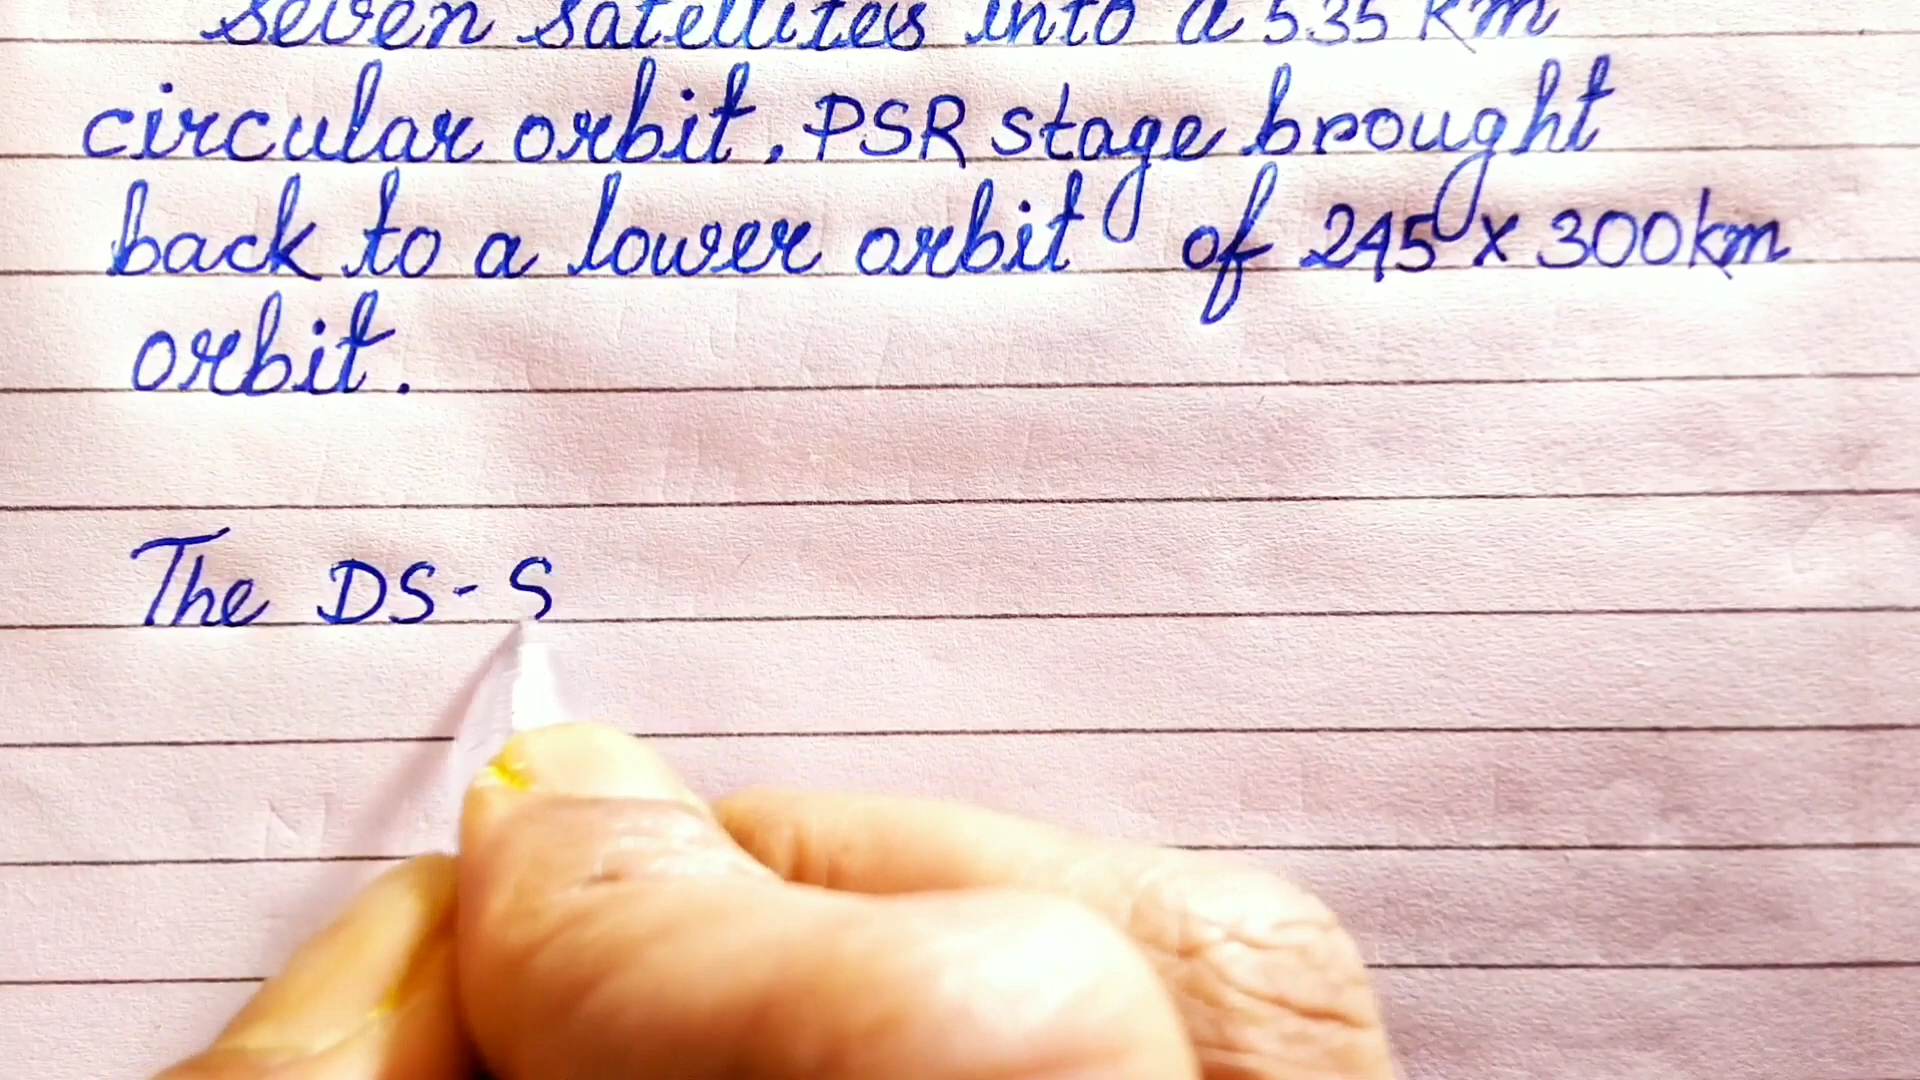 seven satellites into a 535 km
circular orbit. PSR stage brought
back to a lower orbit of 245 x 300km
orbit.
The DS-S